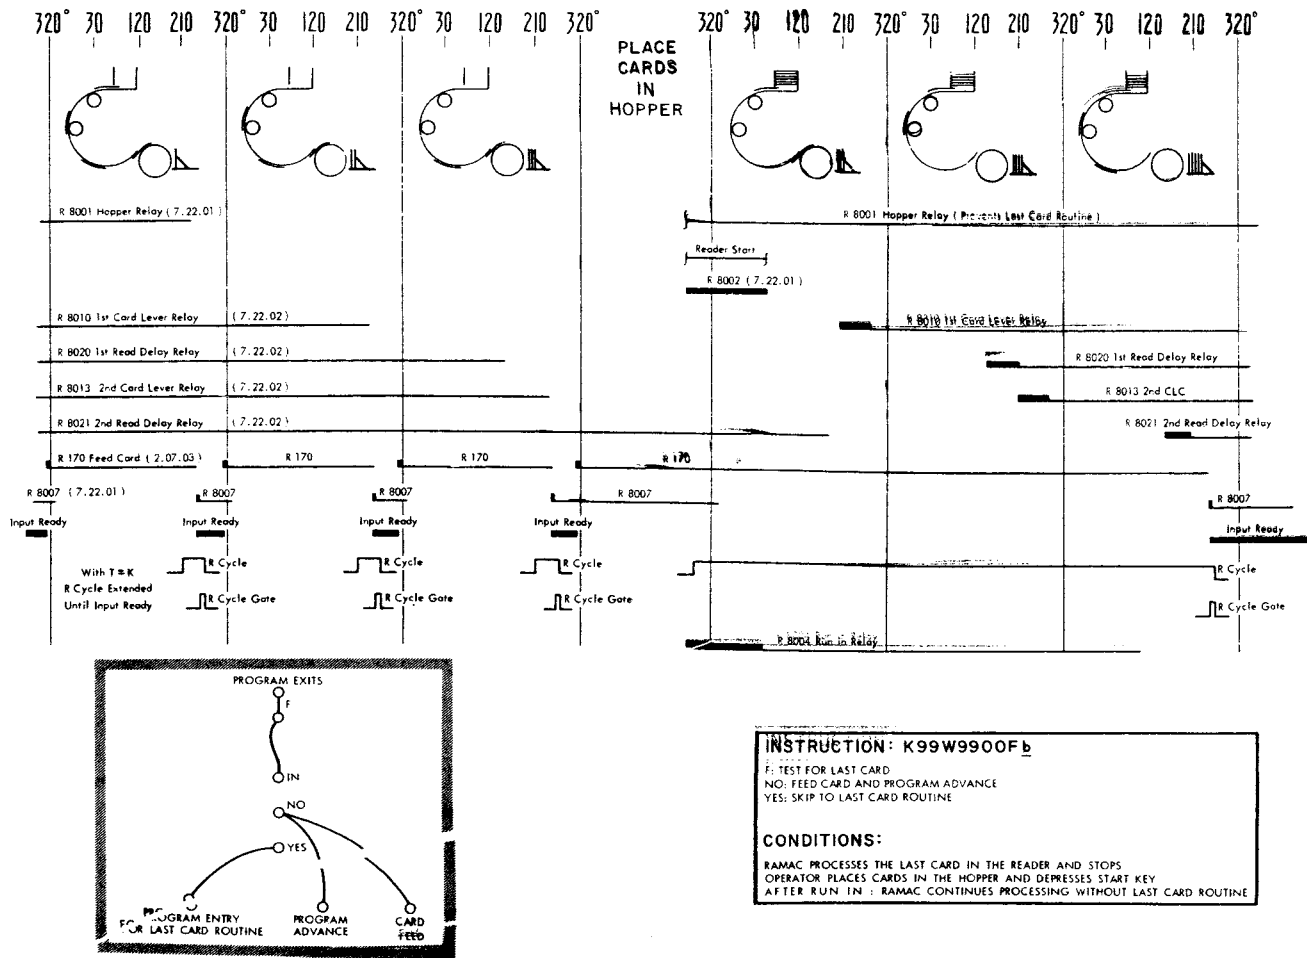 320° 30 120 210 320° 30 120 210 320° 30 120 210 320°
320° 30 120 210 320° 30 120 210 320° 30 120 210 320°
PLACE
CARDS
IN
HOPPER
R 8001 Hopper Relay ( 7.22.01 )
R 8001 Hopper Relay ( Prevents Last Card Routine )
Reader Start
R 8002 ( 7.22.01 )
R 8010 1st Card Lever Relay ( 7.22.02 )
R 8010 1st Card Lever Relay
R 8020 1st Read Delay Relay ( 7.22.02 )
R 8020 1st Read Delay Relay
R 8013 2nd Card Lever Relay ( 7.22.02 )
R 8013 2nd CLC
R 8021 2nd Read Delay Relay ( 7.22.02 )
R 8021 2nd Read Delay Relay
R 170 Feed Card ( 2.07.03 ) R 170 R 170 R 170
R 8007 ( 7.22.01 ) R 8007 R 8007 R 8007 R 8007
Input Ready Input Ready Input Ready Input Ready Input Ready
With T≠K
R Cycle Extended
Until Input Ready
R Cycle R Cycle R Cycle R Cycle
R Cycle Gate R Cycle Gate R Cycle Gate R Cycle Gate
R 8004 Run in Relay
PROGRAM EXITS
F
IN
NO
YES
PROGRAM ENTRY
FOR LAST CARD ROUTINE
PROGRAM
ADVANCE
CARD
FEED
INSTRUCTION: K99W9900Fb
F: TEST FOR LAST CARD
NO: FEED CARD AND PROGRAM ADVANCE
YES: SKIP TO LAST CARD ROUTINE
CONDITIONS:
RAMAC PROCESSES THE LAST CARD IN THE READER AND STOPS
OPERATOR PLACES CARDS IN THE HOPPER AND DEPRESSES START KEY
AFTER RUN IN : RAMAC CONTINUES PROCESSING WITHOUT LAST CARD ROUTINE